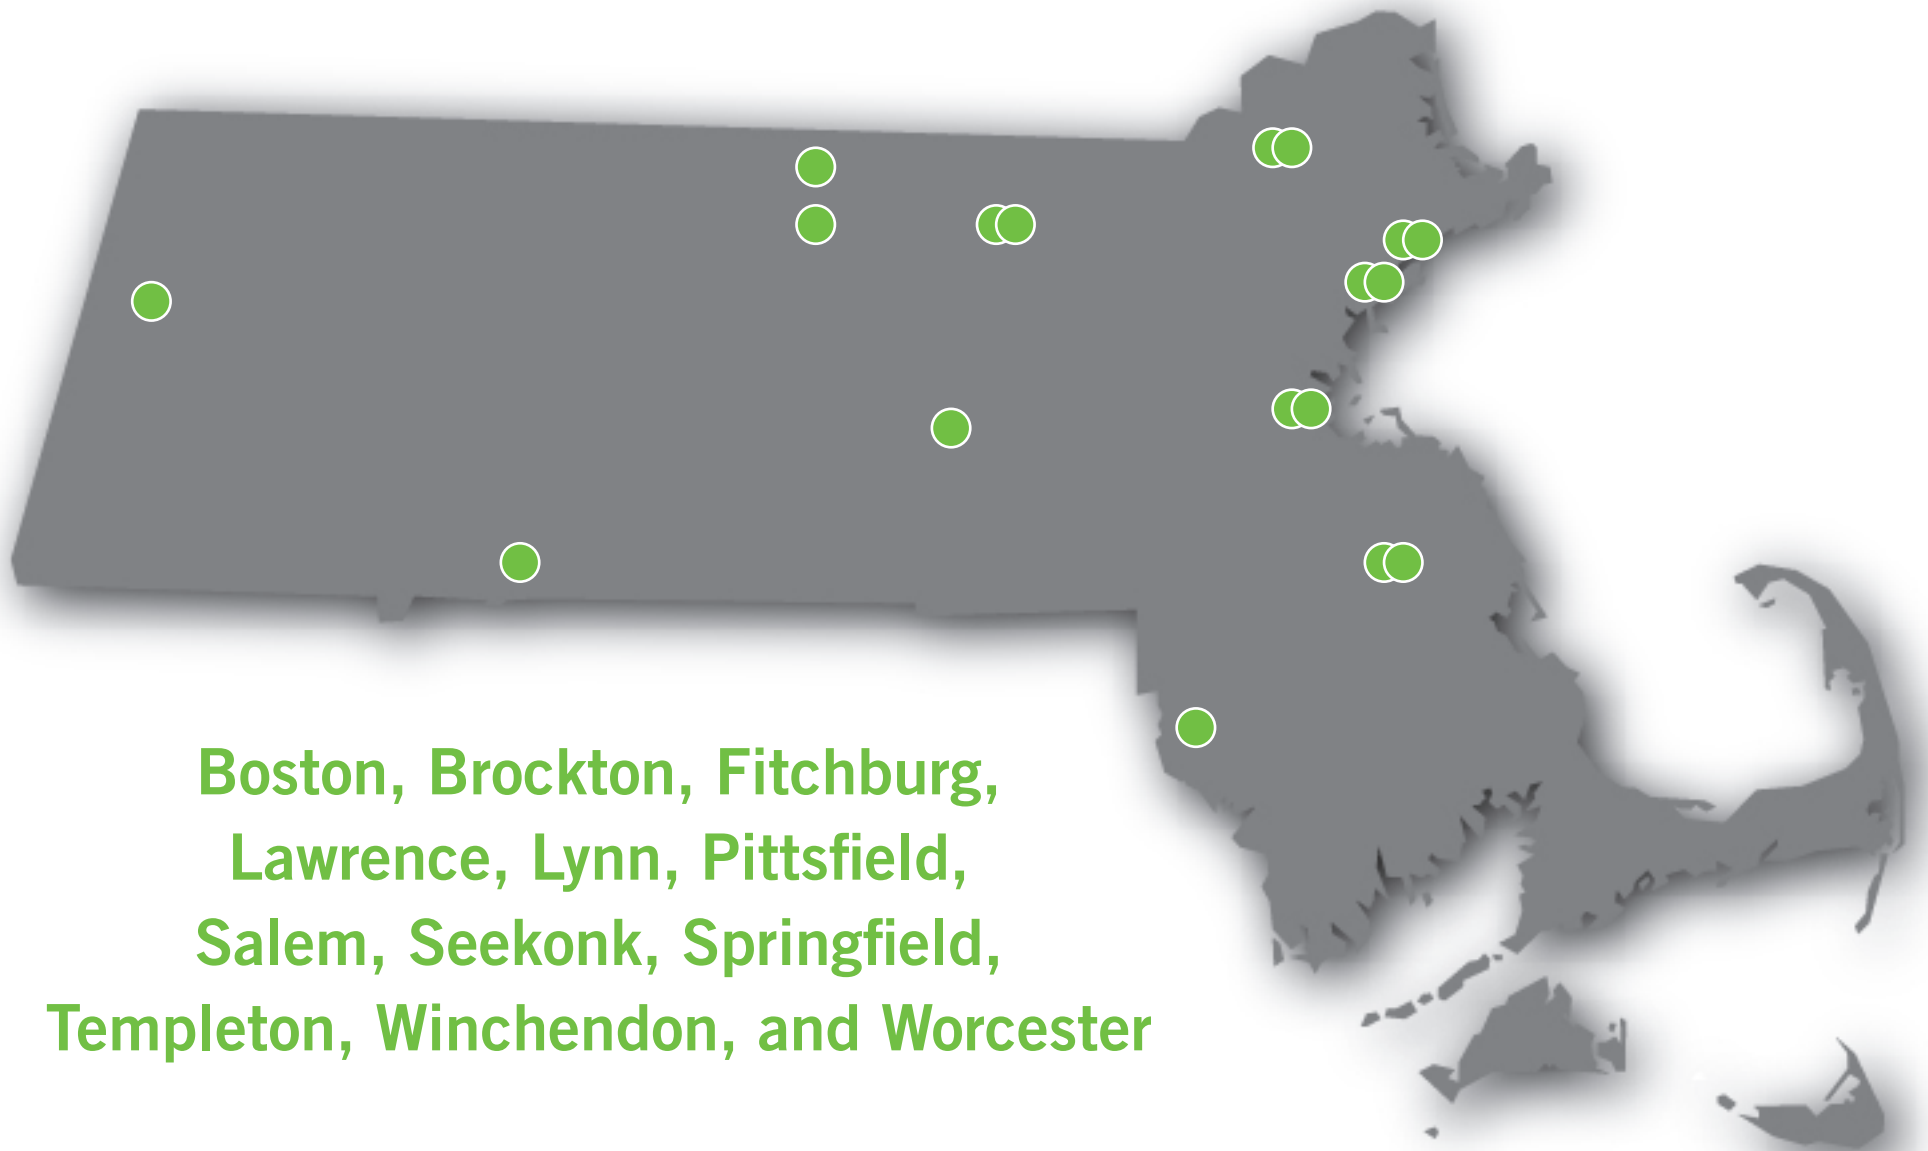 Boston, Brockton, Fitchburg,
Lawrence, Lynn, Pittsfield,
Salem, Seekonk, Springfield,
Templeton, Winchendon, and Worcester